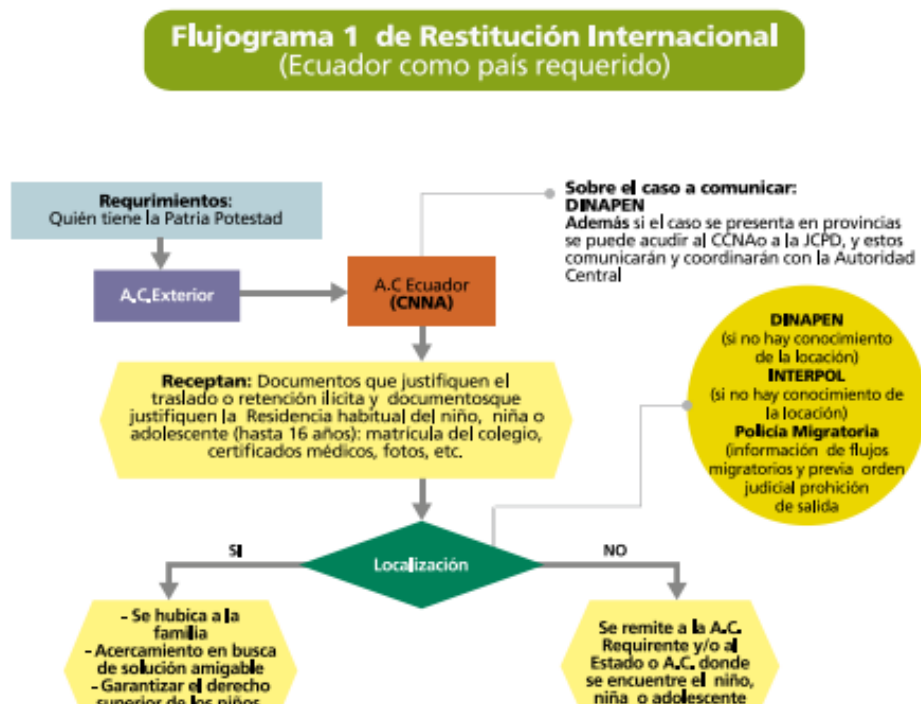 Flujograma 1 de Restitución Internacional
(Ecuador como país requerido)
Requrimientos:
Quién tiene la Patria Potestad
A.C.Exterior
A.C Ecuador
(CNNA)
Sobre el caso a comunicar:
DINAPEN
Además si el caso se presenta en provincias
se puede acudir al CCNAo a la JCPD, y estos
comunicarán y coordinarán con la Autoridad
Central
Receptan: Documentos que justifiquen el
traslado o retención ilícita y documentosque
justifiquen la Residencia habitual del niño, niña o
adolescente (hasta 16 años): matricula del colegio,
certificados médicos, fotos, etc.
DINAPEN
(si no hay conocimiento
de la locación)
INTERPOL
(si no hay conocimiento de
la locación)
Policía Migratoria
(información de flujos
migratorios y previa orden
judicial prohición
de salida
Localización
SI
NO
- Se hubica a la
familia
- Acercamiento en busca
de solución amigable
- Garantizar el derecho
superior de los niños,
Se remite a la A.C.
Requirente y/o al
Estado o A.C. donde
se encuentre el niño,
niña o adolescente